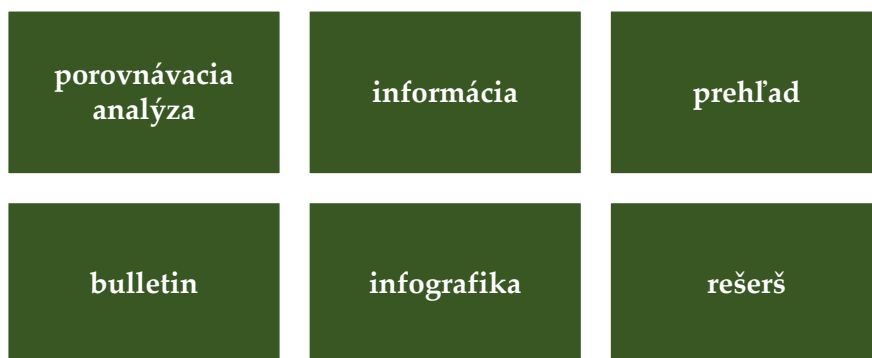 porovnávacia
analýza
informácia
prehľad
bulletin
infografika
rešerš